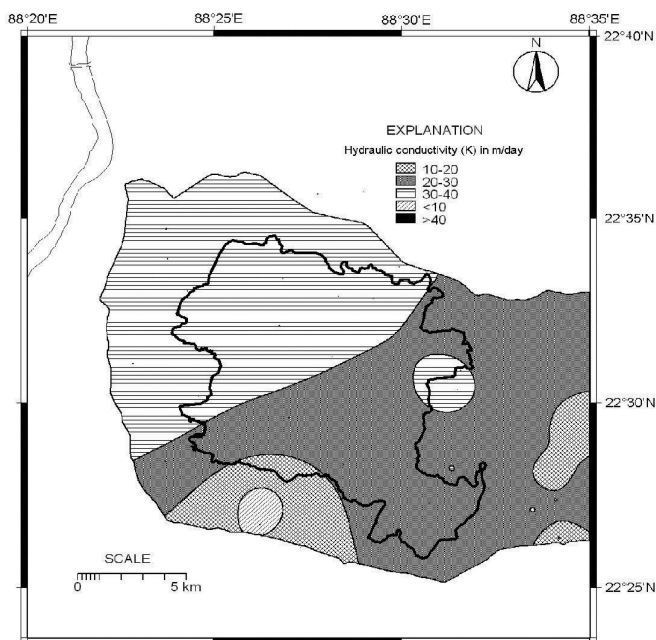 88°20'E 88°25'E 88°30'E 88°35'E
22°40'N
N
EXPLANATION
Hydraulic conductivity (K) in m/day
10-20
20-30
30-40
<10
>40
22°35'N
22°30'N
SCALE
0 5 km
22°25'N